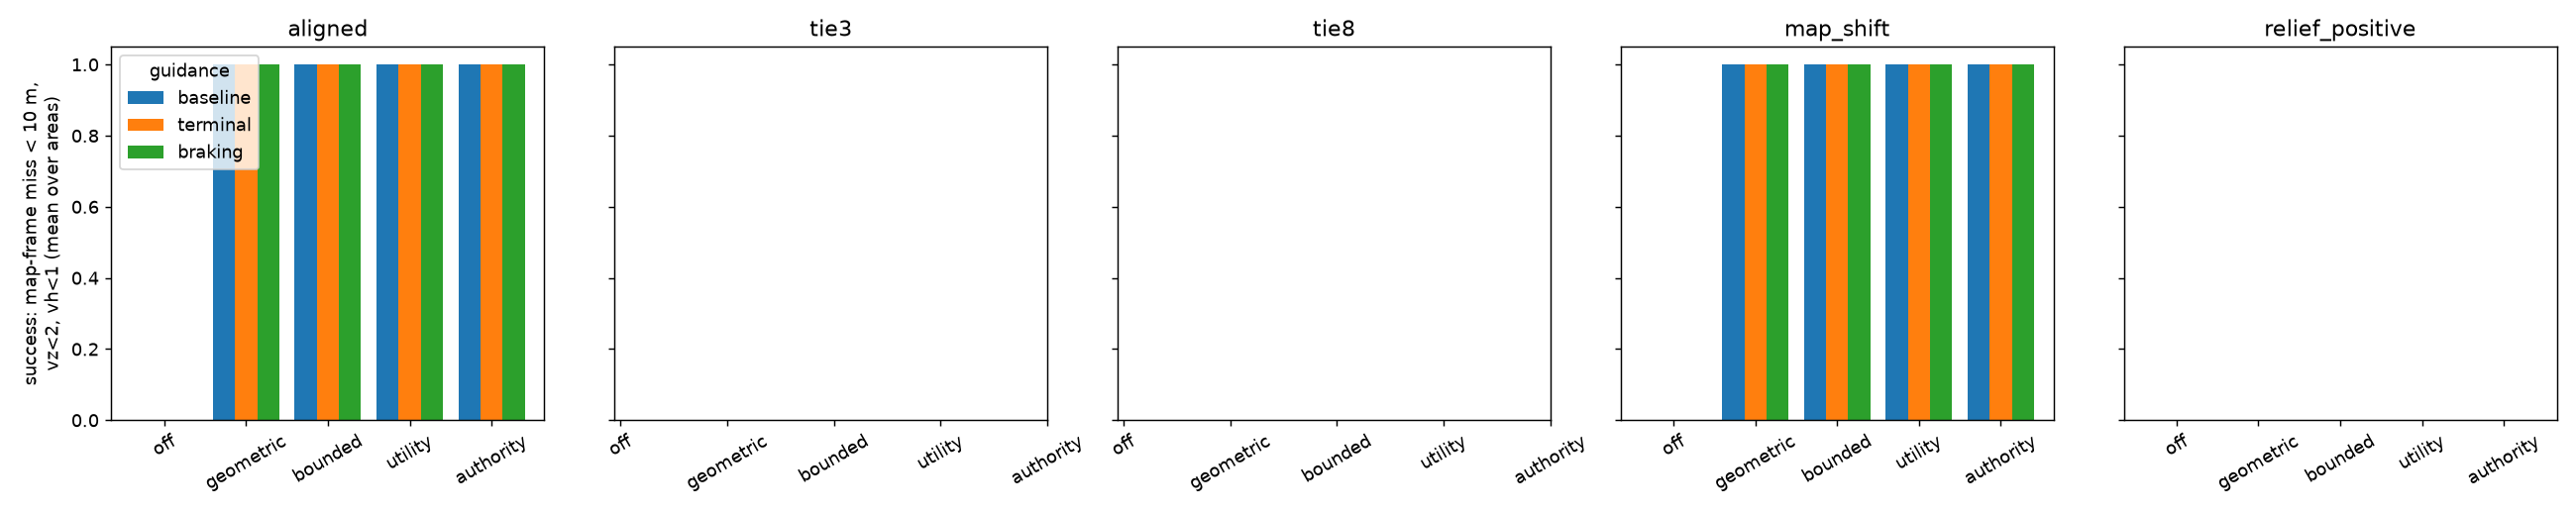 aligned
tie3
tie8
map_shift
relief_positive
success: map-frame miss < 10 m,
vz<2, vh<1 (mean over areas)
1.0
0.8
0.6
0.4
0.2
0.0
guidance
baseline
terminal
braking
off
geometric
bounded
utility
authority
off
geometric
bounded
utility
authority
off
geometric
bounded
utility
authority
off
geometric
bounded
utility
authority
off
geometric
bounded
utility
authority